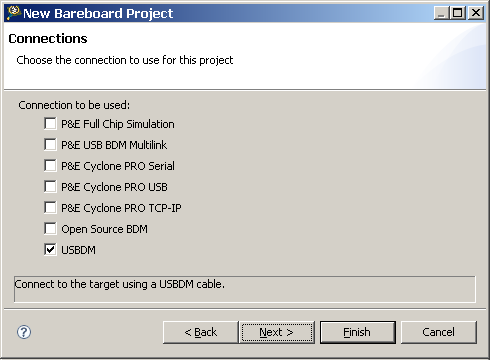 New Bareboard Project
Connections
Choose the connection to use for this project
Connection to be used:
P&E Full Chip Simulation
P&E USB BDM Multilink
P&E Cyclone PRO Serial
P&E Cyclone PRO USB
P&E Cyclone PRO TCP-IP
Open Source BDM
USBDM
Connect to the target using a USBDM cable.
? < Back Next > Finish Cancel